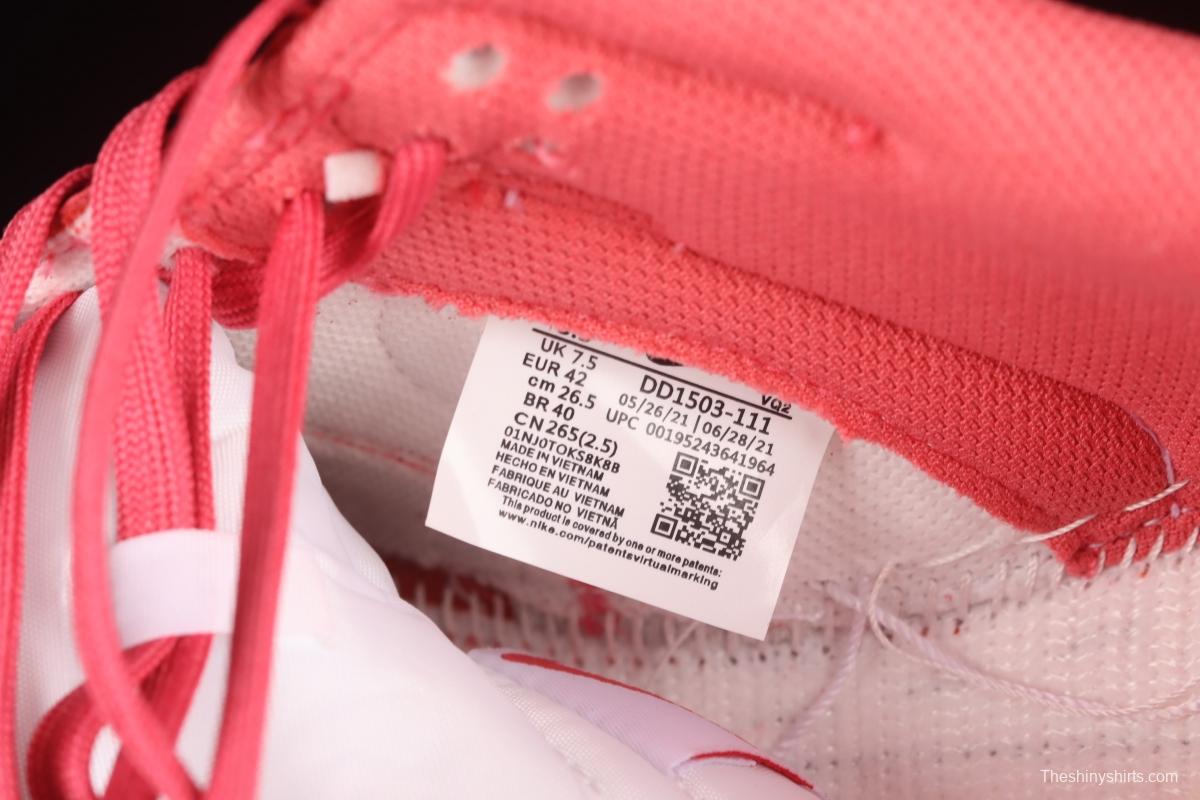 UK 7.5
EUR 42
cm 26.5
BR 40
CN 265(2.5)
01NJ0TOKS8K8B
MADE IN VIETNAM
HECHO EN VIETNAM
FABRIQUE AU VIETNAM
FABRICADO NO VIETNÃ
This product is covered by one or more patents:
www.nike.com/patentsvirtualmarking
VQ2
DD1503-111
05/26/21 | 06/28/21
UPC 00195243641964
Theshinyshirts.com